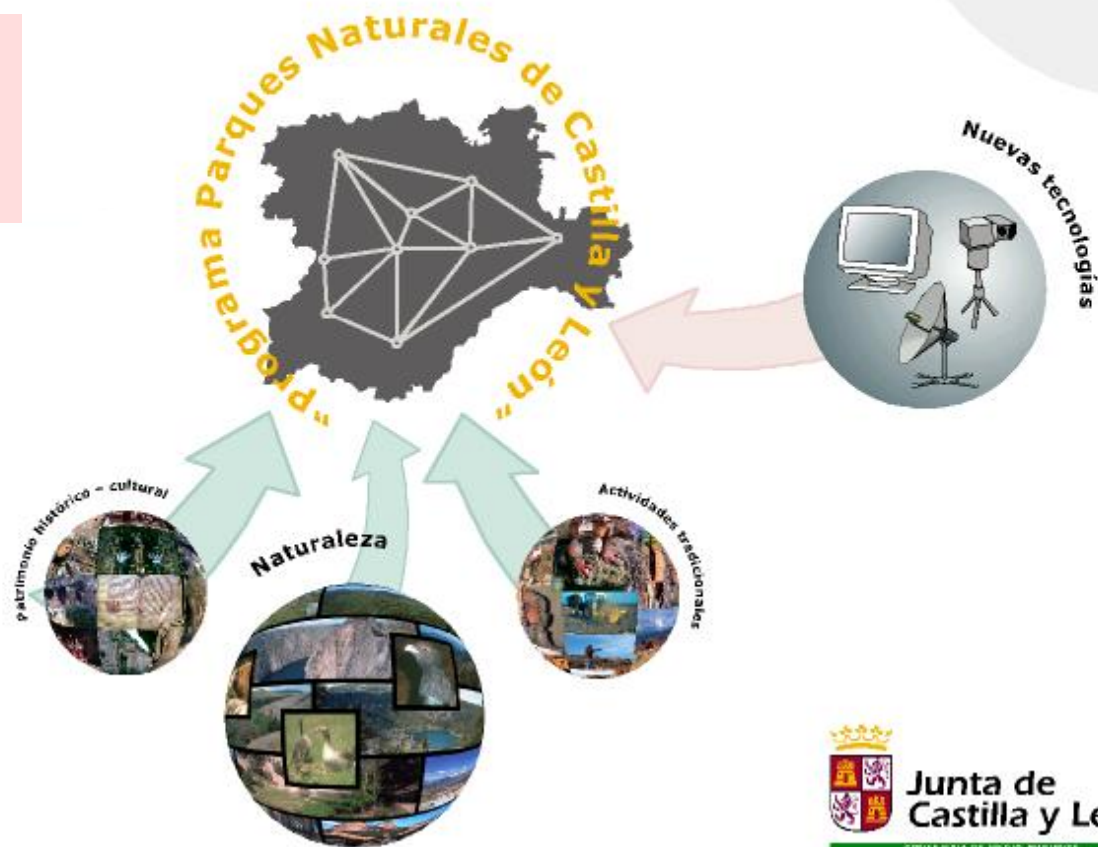 "Programa Parques Naturales de Castilla y León"
Nuevas tecnologías
Patrimonio histórico - cultural
Naturaleza
Actividades tradicionales
Junta de
Castilla y Le